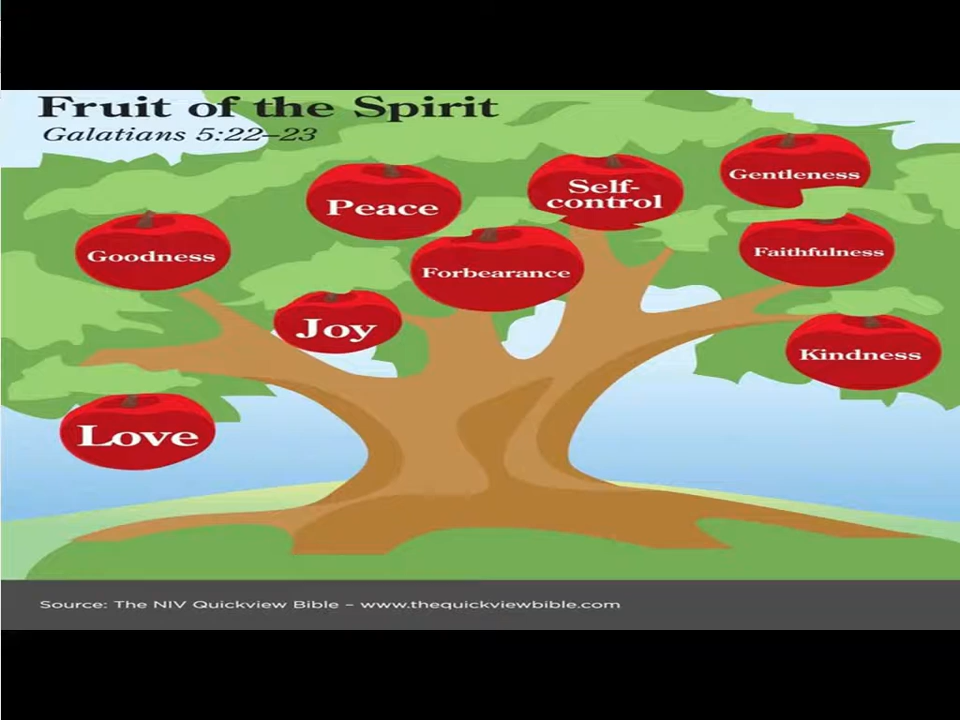 Fruit of the Spirit
Galatians 5:22–23
Gentleness
Self-
control
Peace
Goodness
Forbearance
Faithfulness
Joy
Kindness
Love
Source: The NIV Quickview Bible – www.thequickviewbible.com